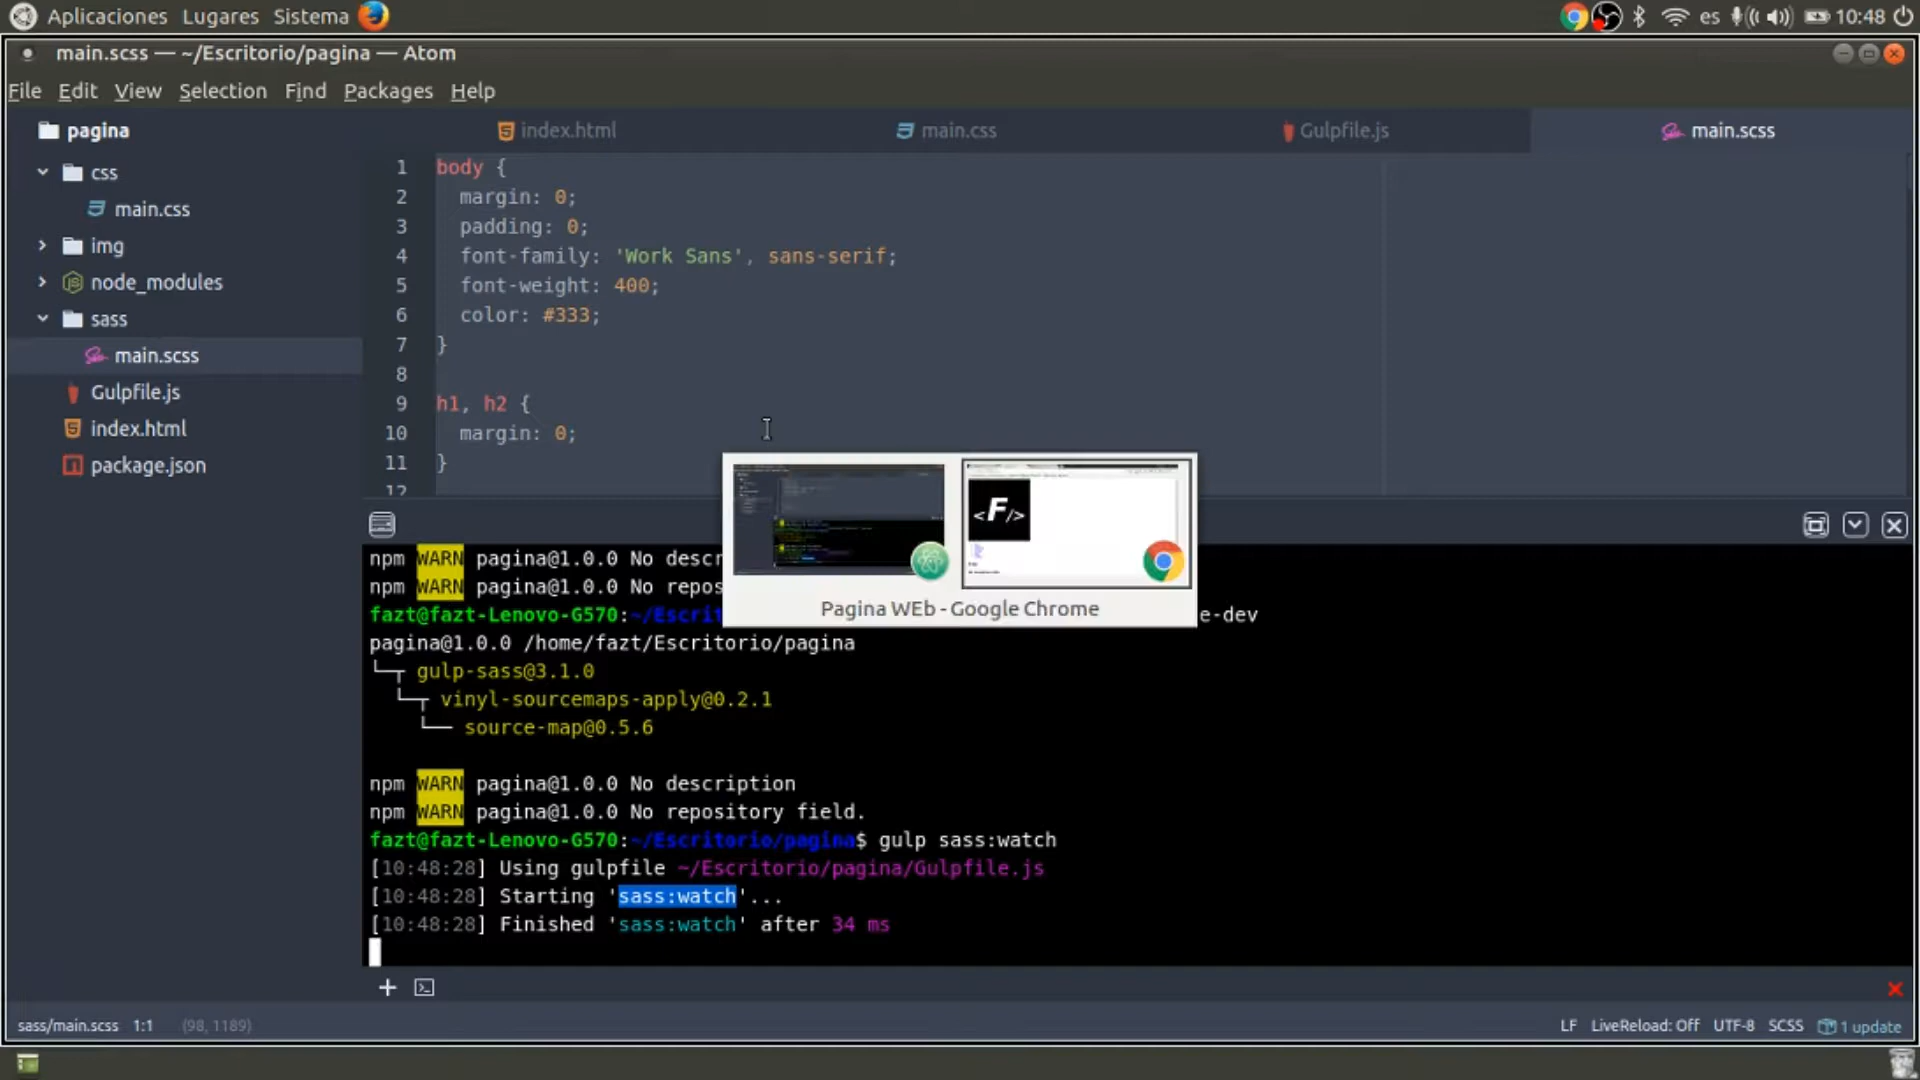 Aplicaciones Lugares Sistema
es 10:48
main.scss — ~/Escritorio/pagina — Atom
File Edit View Selection Find Packages Help
pagina
css
main.css
img
node_modules
sass
main.scss
Gulpfile.js
index.html
package.json
index.html main.css Gulpfile.js main.scss
1 body {
2 margin: 0;
3 padding: 0;
4 font-family: 'Work Sans', sans-serif;
5 font-weight: 400;
6 color: #333;
7 }
8
9 h1, h2 {
10 margin: 0;
11 }
12
<F/>
Pagina WEb - Google Chrome
npm WARN pagina@1.0.0 No descr
npm WARN pagina@1.0.0 No repos
fazt@fazt-Lenovo-G570:~/Escrit e-dev
pagina@1.0.0 /home/fazt/Escritorio/pagina
└─┬ gulp-sass@3.1.0
└─┬ vinyl-sourcemaps-apply@0.2.1
└── source-map@0.5.6
npm WARN pagina@1.0.0 No description
npm WARN pagina@1.0.0 No repository field.
fazt@fazt-Lenovo-G570:~/Escritorio/pagina$ gulp sass:watch
[10:48:28] Using gulpfile ~/Escritorio/pagina/Gulpfile.js
[10:48:28] Starting 'sass:watch'...
[10:48:28] Finished 'sass:watch' after 34 ms
sass/main.scss 1:1 (98, 1189)
LF LiveReload: Off UTF-8 SCSS 1 update